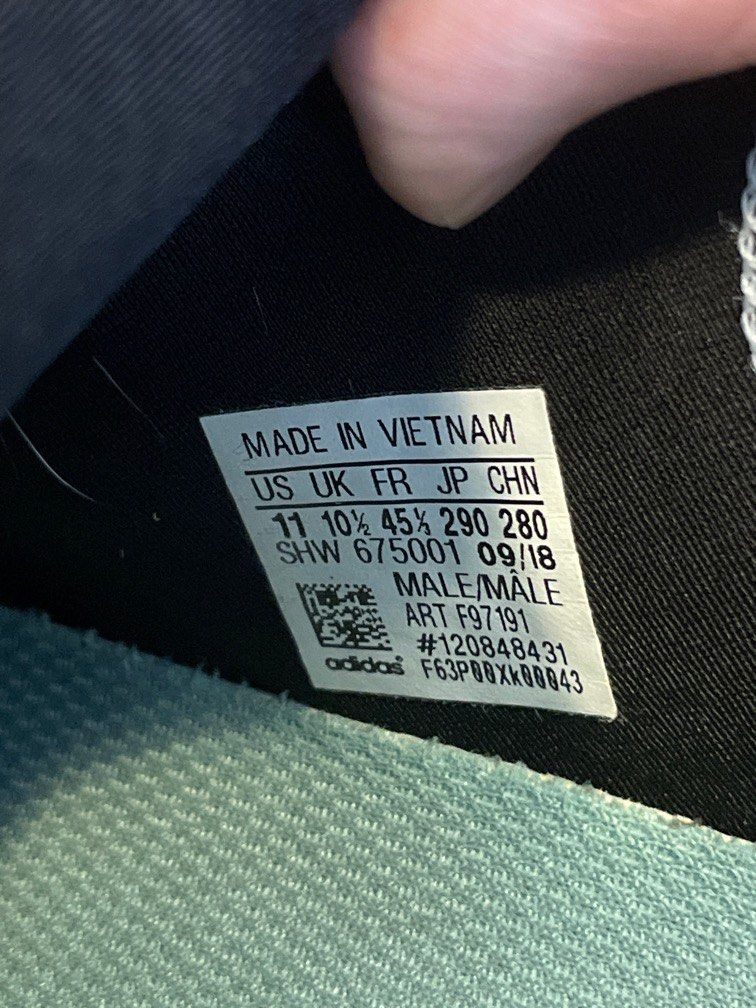 MADE IN VIETNAM
US UK FR JP CHN
11 10½ 45⅓ 290 280
SHW 675001 09/18
MALE/MÂLE
ART F97191
#120848431
adidas F63P00Xk00043